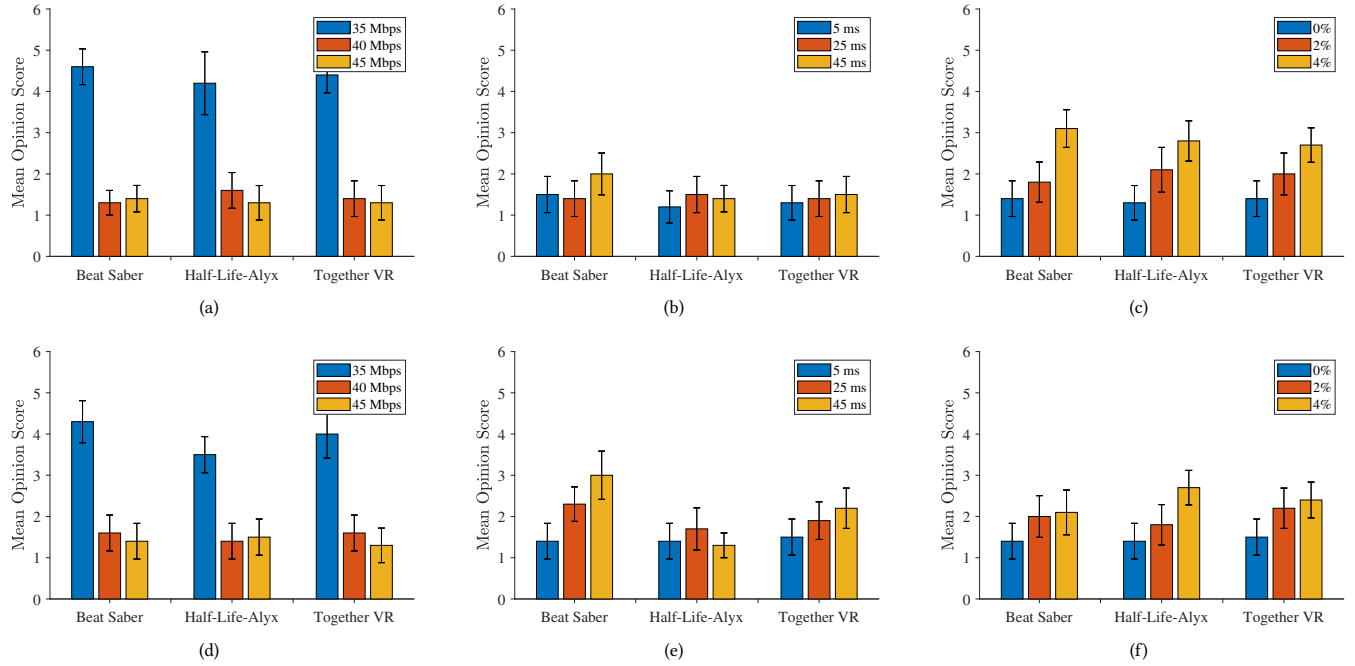 6
5
4
3
2
1
0
Mean Opinion Score
35 Mbps
40 Mbps
45 Mbps
Beat Saber
Half-Life-Alyx
Together VR
(a)
6
5
4
3
2
1
0
Mean Opinion Score
5 ms
25 ms
45 ms
Beat Saber
Half-Life-Alyx
Together VR
(b)
6
5
4
3
2
1
0
Mean Opinion Score
0%
2%
4%
Beat Saber
Half-Life-Alyx
Together VR
(c)
6
5
4
3
2
1
0
Mean Opinion Score
35 Mbps
40 Mbps
45 Mbps
Beat Saber
Half-Life-Alyx
Together VR
(d)
6
5
4
3
2
1
0
Mean Opinion Score
5 ms
25 ms
45 ms
Beat Saber
Half-Life-Alyx
Together VR
(e)
6
5
4
3
2
1
0
Mean Opinion Score
0%
2%
4%
Beat Saber
Half-Life-Alyx
Together VR
(f)